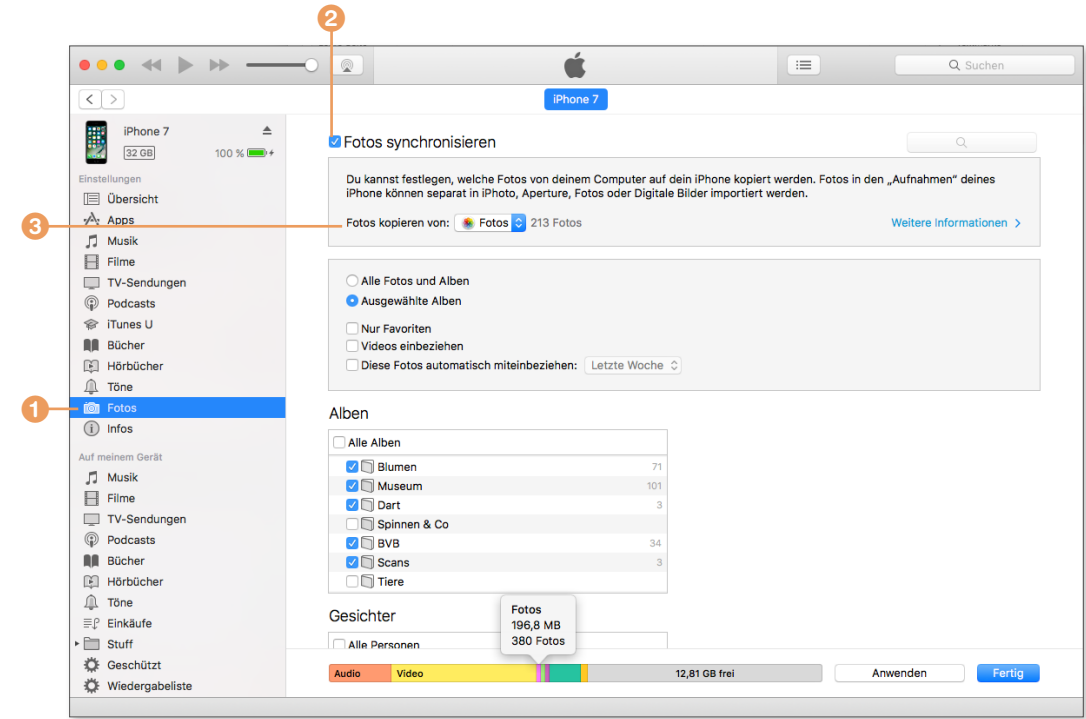 2
iPhone 7
Suchen
iPhone 7
32 GB
100 %
Einstellungen
Übersicht
Apps
Musik
Filme
TV-Sendungen
Podcasts
iTunes U
Bücher
Hörbücher
Töne
Fotos
Infos
Auf meinem Gerät
Musik
Filme
TV-Sendungen
Podcasts
Bücher
Hörbücher
Töne
Einkäufe
Stuff
Geschützt
Wiedergabeliste
3
1
Fotos synchronisieren
Du kannst festlegen, welche Fotos von deinem Computer auf dein iPhone kopiert werden. Fotos in den „Aufnahmen“ deines
iPhone können separat in iPhoto, Aperture, Fotos oder Digitale Bilder importiert werden.
Fotos kopieren von: Fotos 213 Fotos
Weitere Informationen
Alle Fotos und Alben
Ausgewählte Alben
Nur Favoriten
Videos einbeziehen
Diese Fotos automatisch miteinbeziehen: Letzte Woche
Alben
Alle Alben
Blumen 71
Museum 101
Dart 3
Spinnen & Co
BVB 34
Scans 3
Tiere
Gesichter
Alle Personen
Fotos
196,8 MB
380 Fotos
Audio Video 12,81 GB frei
Anwenden
Fertig